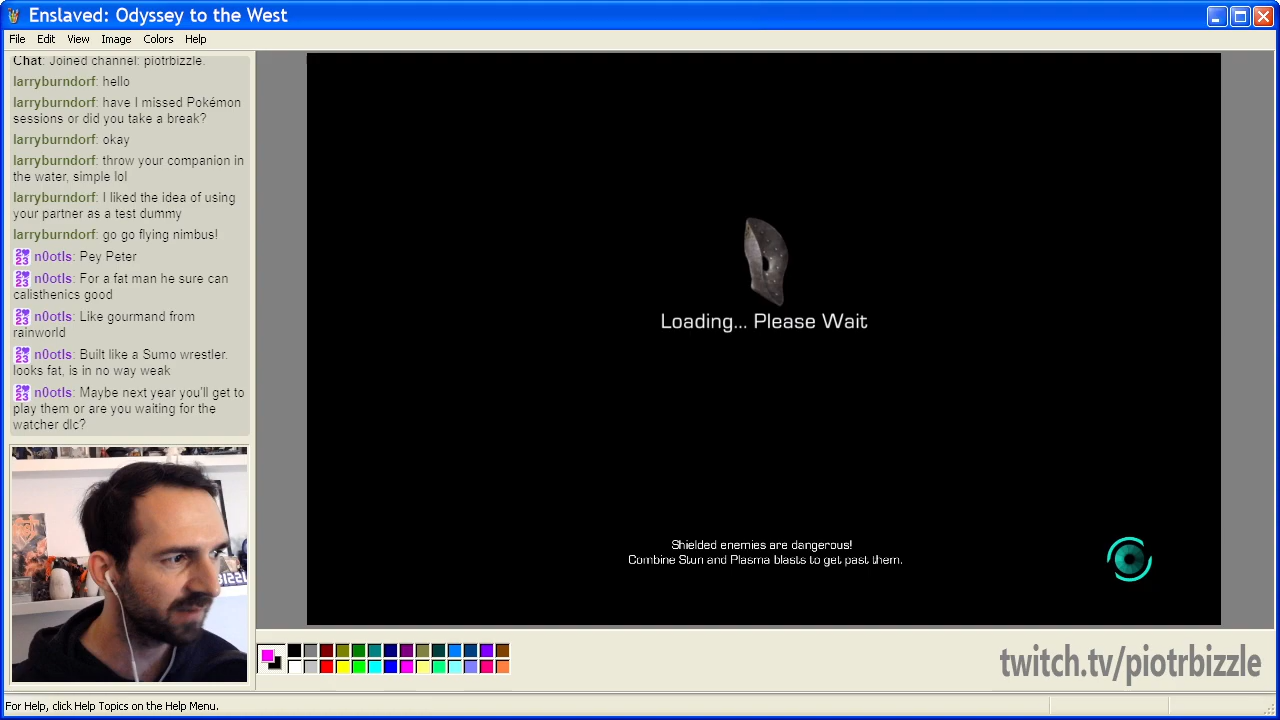 Enslaved: Odyssey to the West
File Edit View Image Colors Help
Chat: Joined channel: piotrbizzle.
larryburndorf: hello
larryburndorf: have I missed Pokémon
sessions or did you take a break?
larryburndorf: okay
larryburndorf: throw your companion in
the water, simple lol
larryburndorf: I liked the idea of using
your partner as a test dummy
larryburndorf: go go flying nimbus!
n0otls: Pey Peter
n0otls: For a fat man he sure can
calisthenics good
n0otls: Like gourmand from
rainworld
n0otls: Built like a Sumo wrestler.
looks fat, is in no way weak
n0otls: Maybe next year you'll get to
play them or are you waiting for the
watcher dlc?
Loading... Please Wait
Shielded enemies are dangerous!
Combine Stun and Plasma blasts to get past them.
twitch.tv/piotrbizzle
For Help, click Help Topics on the Help Menu.